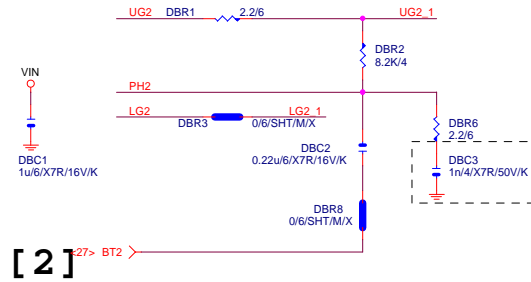 UG2 DBR1 2.2/6 UG2_1
DBR2
8.2K/4
VIN
PH2
LG2 LG2_1
DBR3 0/6/SHT/M/X
DBR6
2.2/6
DBC1
1u/6/X7R/16V/K
DBC2
0.22u/6/X7R/16V/K
DBC3
1n/4/X7R/50V/K
DBR8
0/6/SHT/M/X
[2] <27> BT2